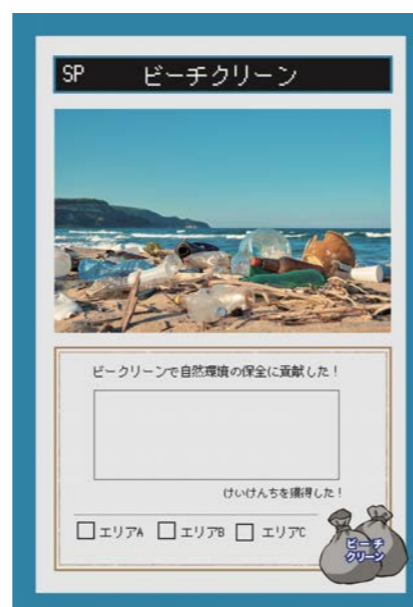 SP ビーチクリーン
ビークリーンで自然環境の保全に貢献した！
けいけんちを獲得した！
□エリアA □エリアB □エリアC
ビーチ
クリーン